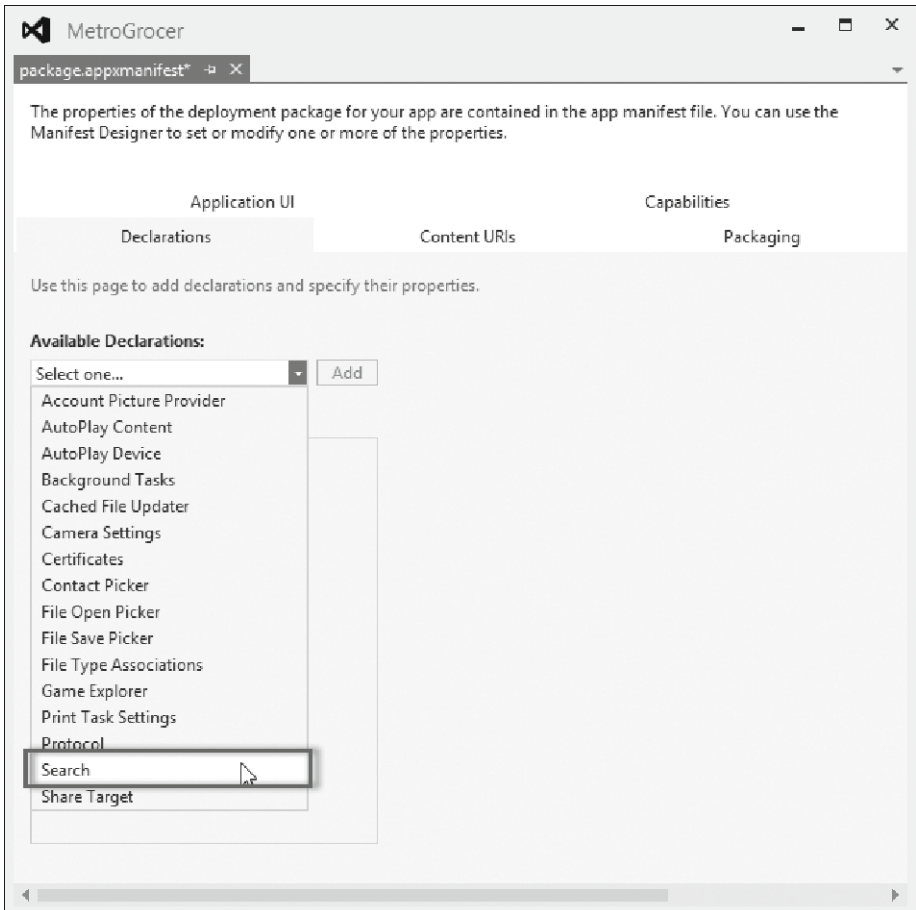 MetroGrocer
package.appxmanifest*
The properties of the deployment package for your app are contained in the app manifest file. You can use the
Manifest Designer to set or modify one or more of the properties.
Application UI
Capabilities
Declarations
Content URIs
Packaging
Use this page to add declarations and specify their properties.
Available Declarations:
Select one...
Add
Account Picture Provider
AutoPlay Content
AutoPlay Device
Background Tasks
Cached File Updater
Camera Settings
Certificates
Contact Picker
File Open Picker
File Save Picker
File Type Associations
Game Explorer
Print Task Settings
Protocol
Search
Share Target